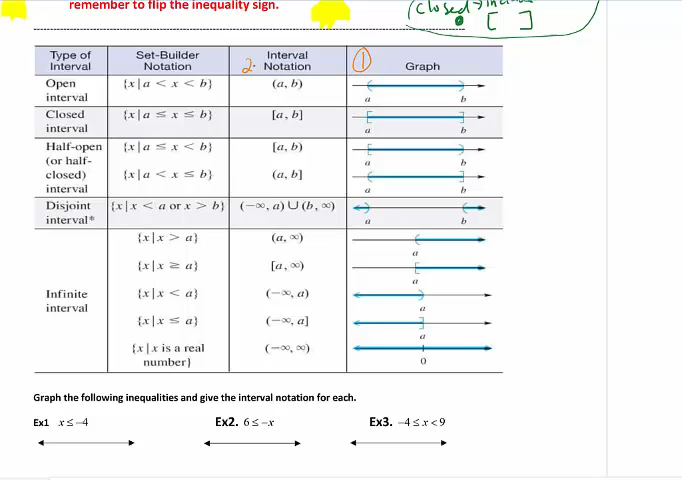 remember to flip the inequality sign.
Closed →
[ ]
Type of Interval Set-Builder Notation 2. Interval Notation ① Graph
Open interval {x | a < x < b} (a, b)
a b
Closed interval {x | a ≤ x ≤ b} [a, b]
a b
Half-open (or half-closed) interval {x | a ≤ x < b} [a, b)
a b
{x | a < x ≤ b} (a, b]
a b
Disjoint interval* {x | x < a or x > b} (−∞, a) ∪ (b, ∞)
a b
Infinite interval
{x | x > a} (a, ∞)
a
{x | x ≥ a} [a, ∞)
a
{x | x < a} (−∞, a)
a
{x | x ≤ a} (−∞, a]
a
{x | x is a real number} (−∞, ∞)
0
Graph the following inequalities and give the interval notation for each.
Ex1 x ≤ −4 Ex2. 6 ≤ −x Ex3. −4 ≤ x < 9